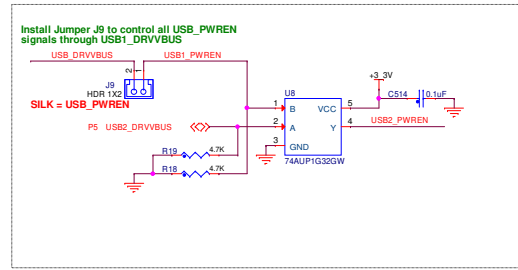 Install Jumper J9 to control all USB_PWREN
signals through USB1_DRVVBUS
USB_DRVVBUS
USB1_PWREN
2
1
J9
HDR 1X2
SILK = USB_PWREN
+3_3V
U8
C514
0.1uF
1
B
VCC
5
P5
USB2_DRVVBUS
2
A
Y
4
USB2_PWREN
3
GND
74AUP1G32GW
R19
4.7K
R18
4.7K